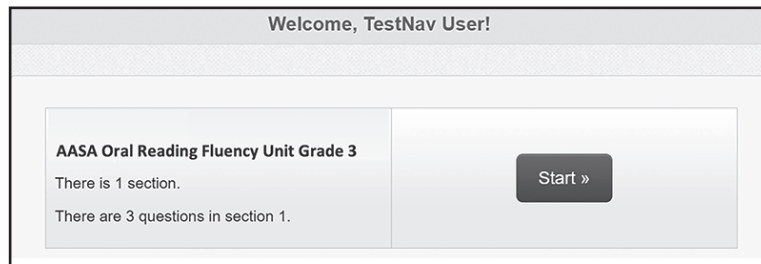 Welcome, TestNav User!
AASA Oral Reading Fluency Unit Grade 3
There is 1 section.
There are 3 questions in section 1.
Start »